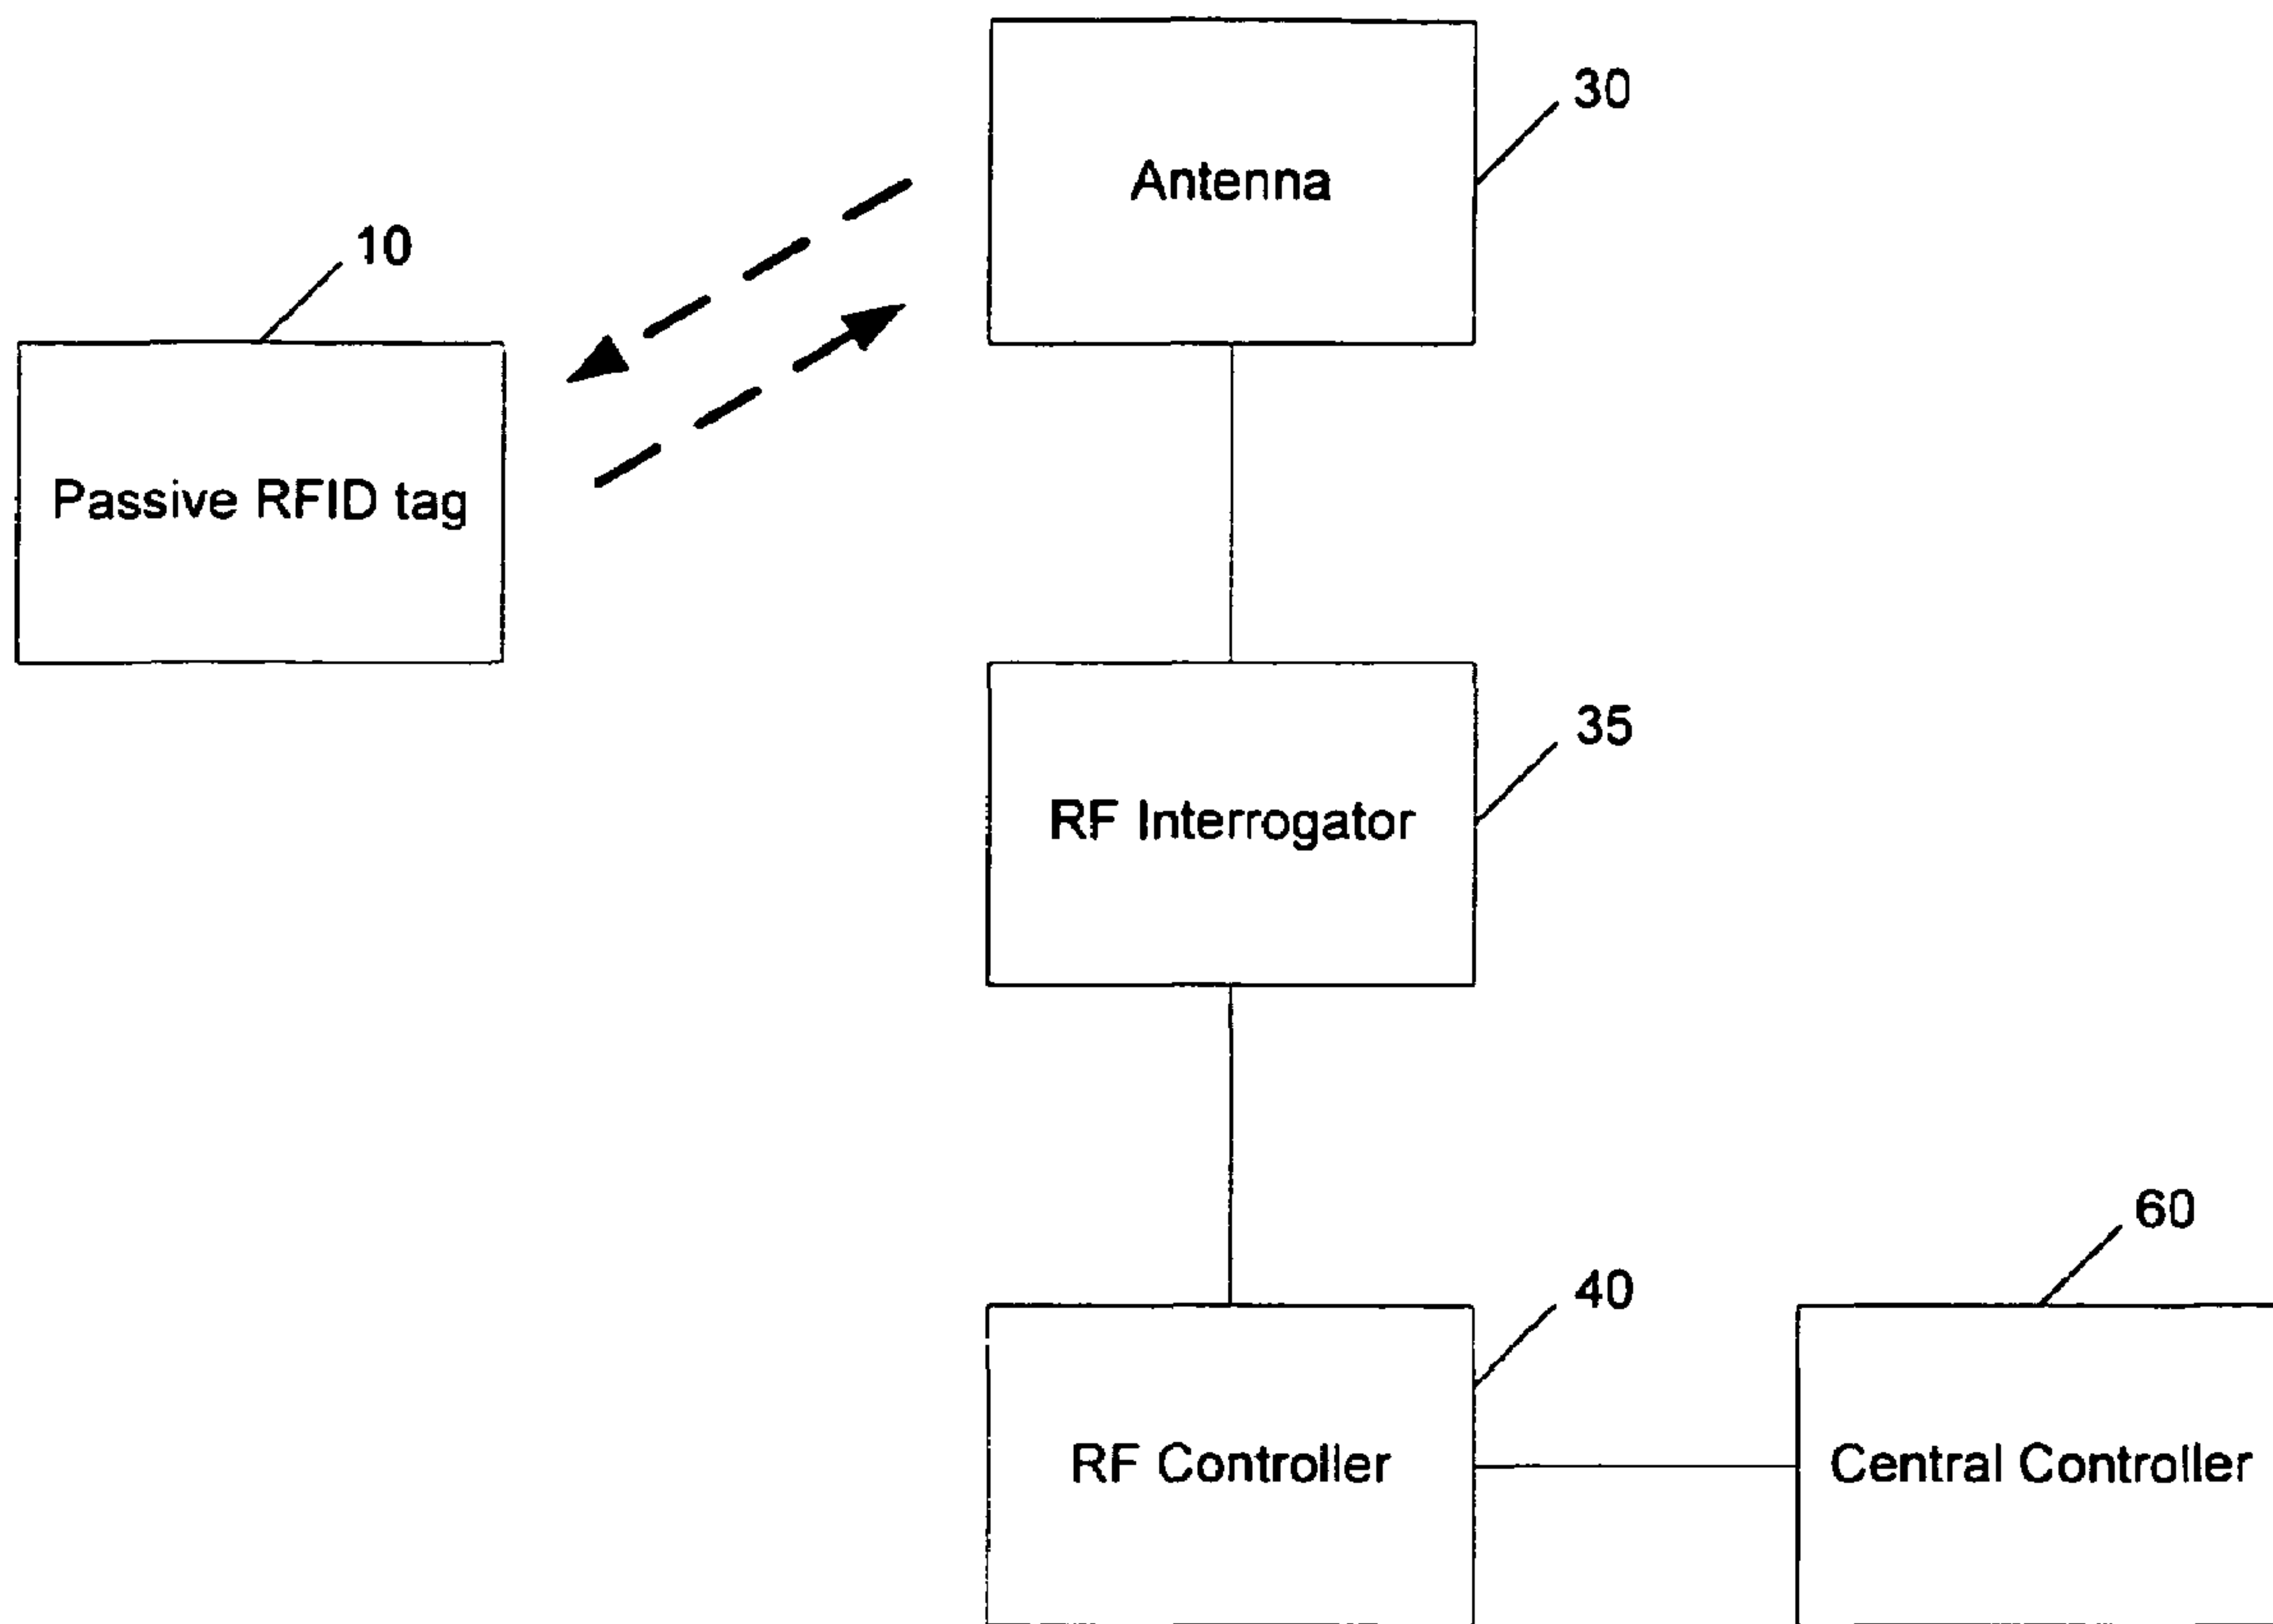 30
Antenna
10
Passive RFID tag
35
RF Interrogator
60
40
RF Controller
Central Controller